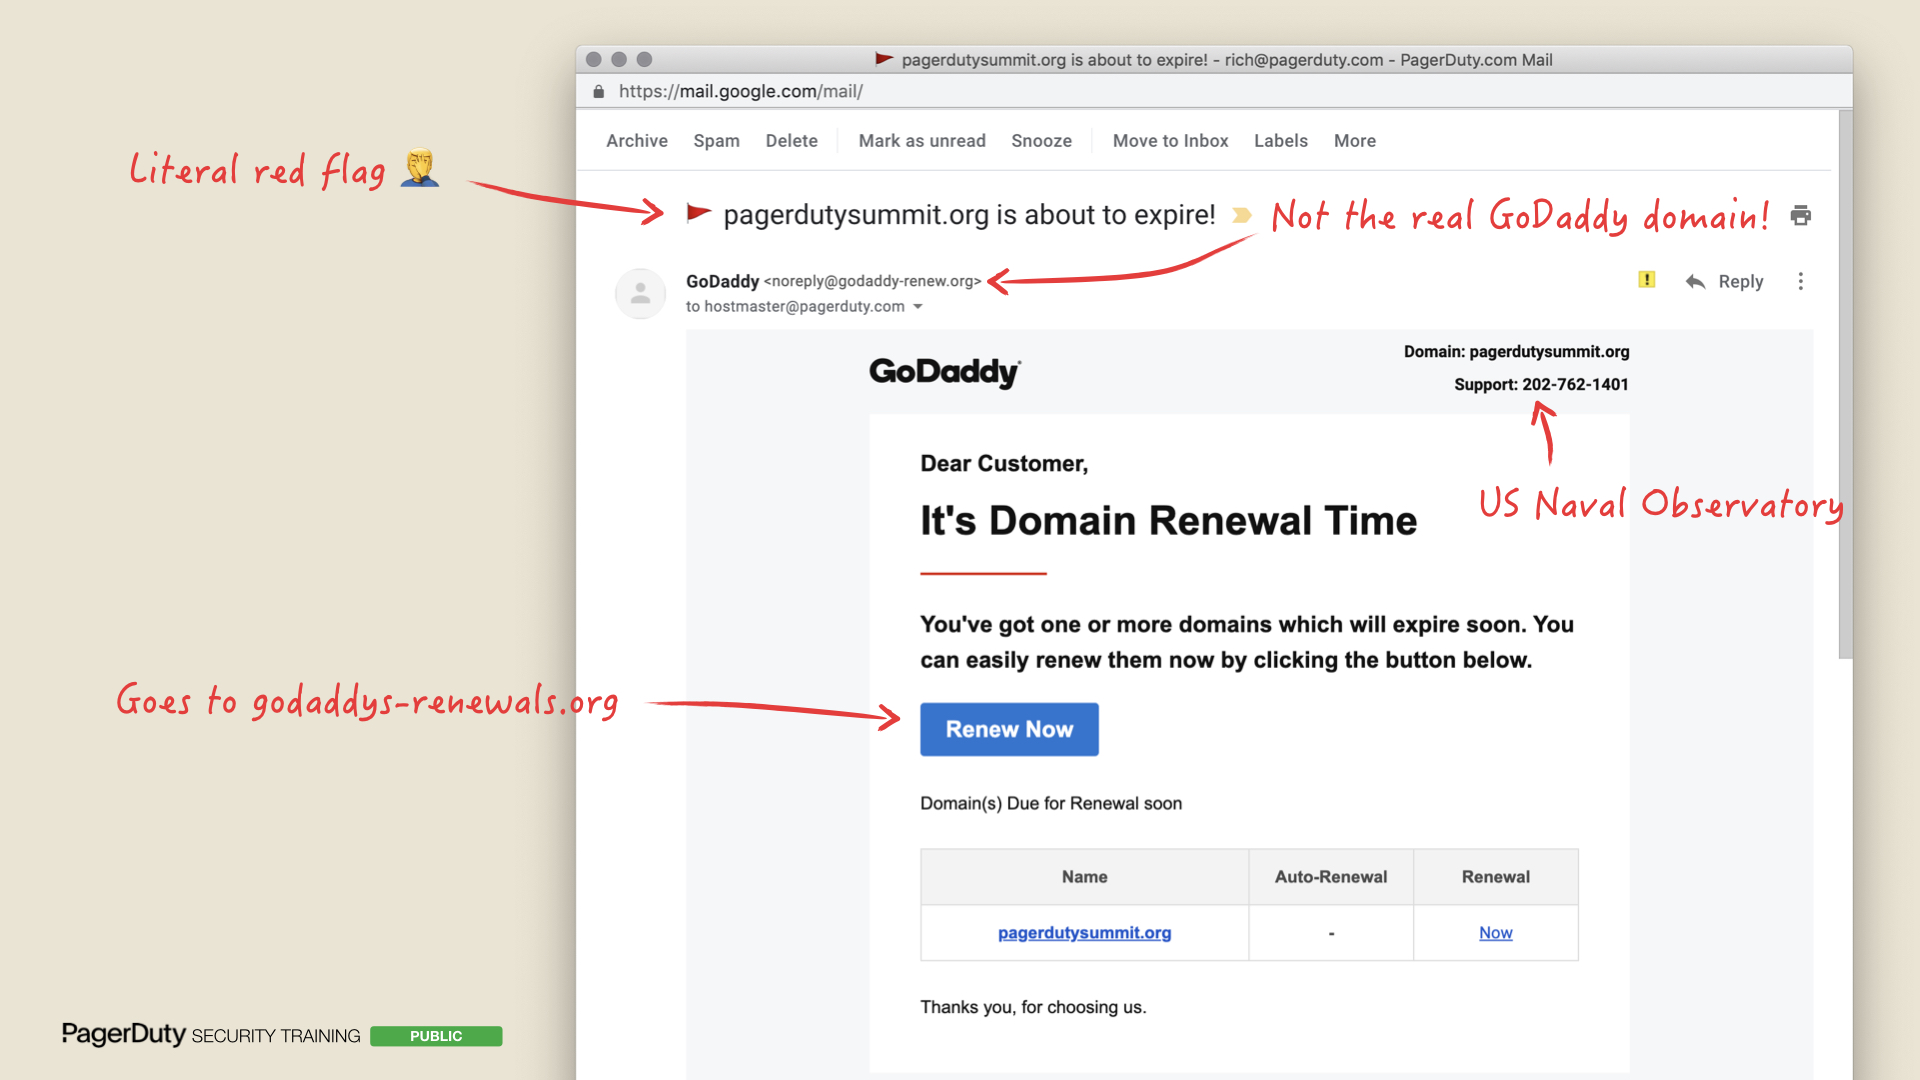 pagerdutysummit.org is about to expire! - rich@pagerduty.com - PagerDuty.com Mail
https://mail.google.com/mail/
Archive Spam Delete Mark as unread Snooze Move to Inbox Labels More
Literal red flag 🤦‍♂️
pagerdutysummit.org is about to expire!
Not the real GoDaddy domain!
GoDaddy <noreply@godaddy-renew.org>
Reply
to hostmaster@pagerduty.com
GoDaddy
Domain: pagerdutysummit.org
Support: 202-762-1401
US Naval Observatory
Dear Customer,
It's Domain Renewal Time
You've got one or more domains which will expire soon. You
can easily renew them now by clicking the button below.
Goes to godaddys-renewals.org
Renew Now
Domain(s) Due for Renewal soon
Name Auto-Renewal Renewal
pagerdutysummit.org - Now
Thanks you, for choosing us.
PagerDuty SECURITY TRAINING PUBLIC